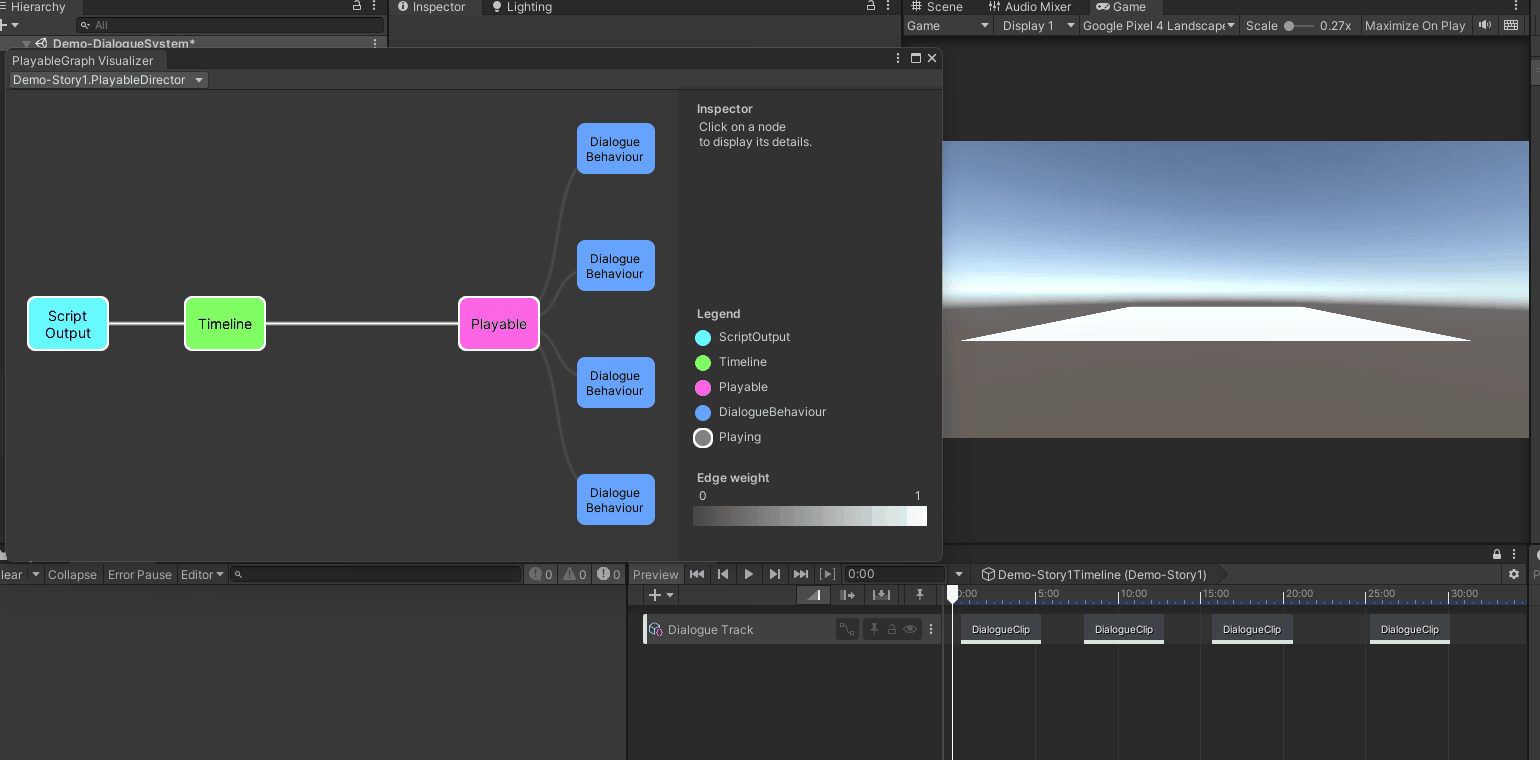 Hierarchy
Inspector
Lighting
Scene
Audio Mixer
Game
All
Game
Display 1
Google Pixel 4 Landscape
Scale
0.27x
Maximize On Play
Demo-DialogueSystem*
PlayableGraph Visualizer
Demo-Story1.PlayableDirector
Script
Output
Timeline
Playable
Dialogue
Behaviour
Dialogue
Behaviour
Dialogue
Behaviour
Dialogue
Behaviour
Inspector
Click on a node
to display its details.
Legend
ScriptOutput
Timeline
Playable
DialogueBehaviour
Playing
Edge weight
0
1
lear
Collapse
Error Pause
Editor
0
0
0
Preview
0:00
Demo-Story1Timeline (Demo-Story1)
0:00
5:00
10:00
15:00
20:00
25:00
30:00
Dialogue Track
DialogueClip
DialogueClip
DialogueClip
DialogueClip